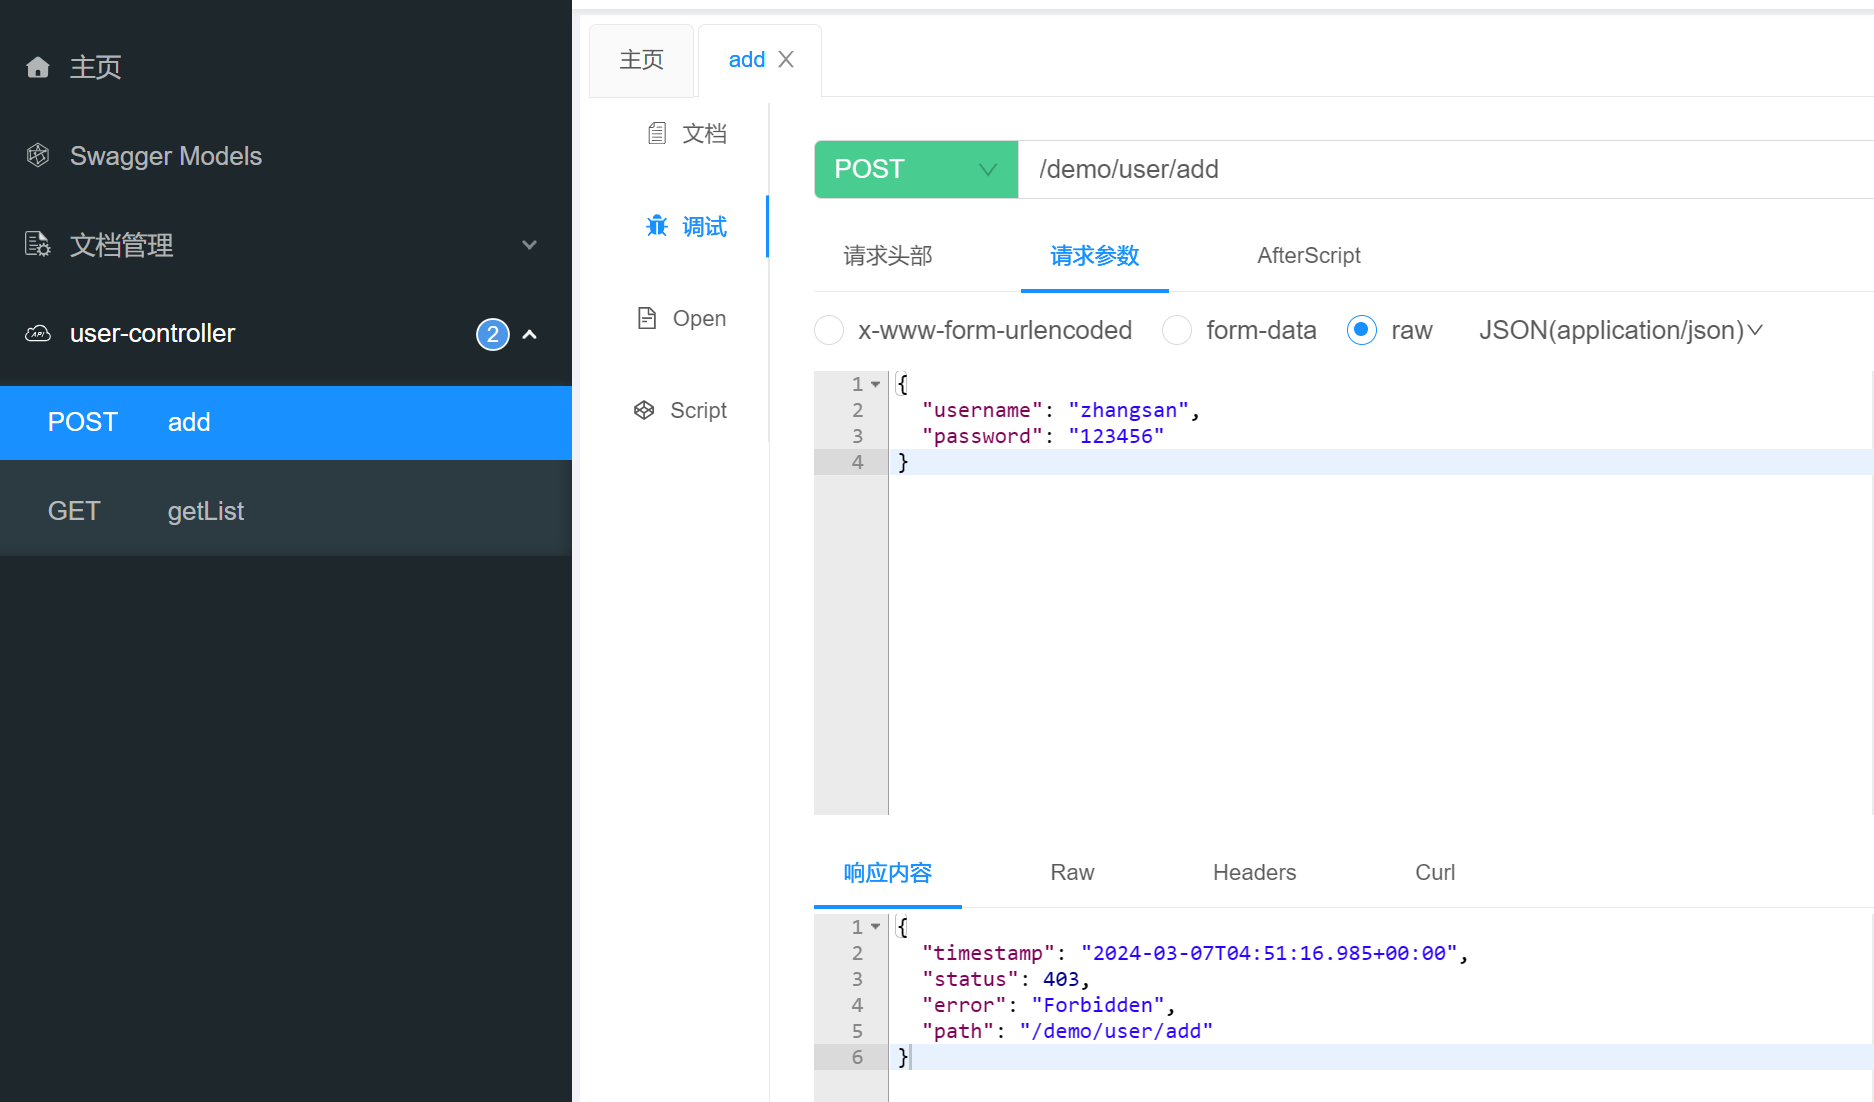 主页
Swagger Models
文档管理
user-controller 2
POST add
GET getList
主页 add X
文档
调试
Open
Script
POST /demo/user/add
请求头部 请求参数 AfterScript
x-www-form-urlencoded form-data raw JSON(application/json)
1 {
2 "username": "zhangsan",
3 "password": "123456"
4 }
响应内容 Raw Headers Curl
1 {
2 "timestamp": "2024-03-07T04:51:16.985+00:00",
3 "status": 403,
4 "error": "Forbidden",
5 "path": "/demo/user/add"
6 }